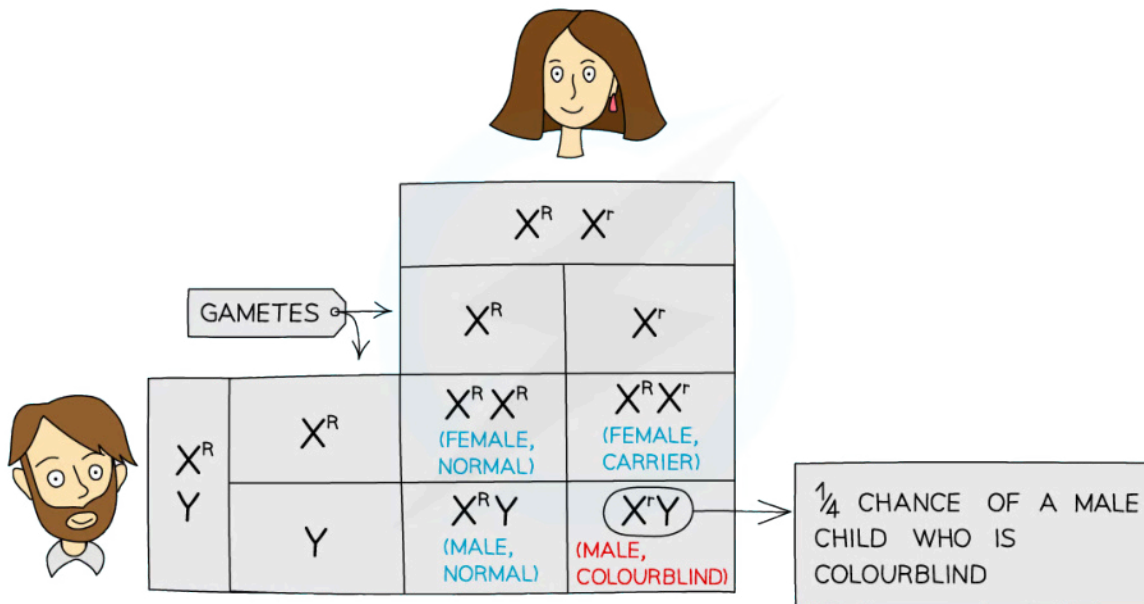 X^R X^r
GAMETES
X^R X^r
X^R Y
X^R
X^R X^R
(FEMALE, NORMAL)
X^R X^r
(FEMALE, CARRIER)
Y
X^R Y
(MALE, NORMAL)
X^r Y
(MALE, COLOURBLIND)
1/4 CHANCE OF A MALE
CHILD WHO IS
COLOURBLIND